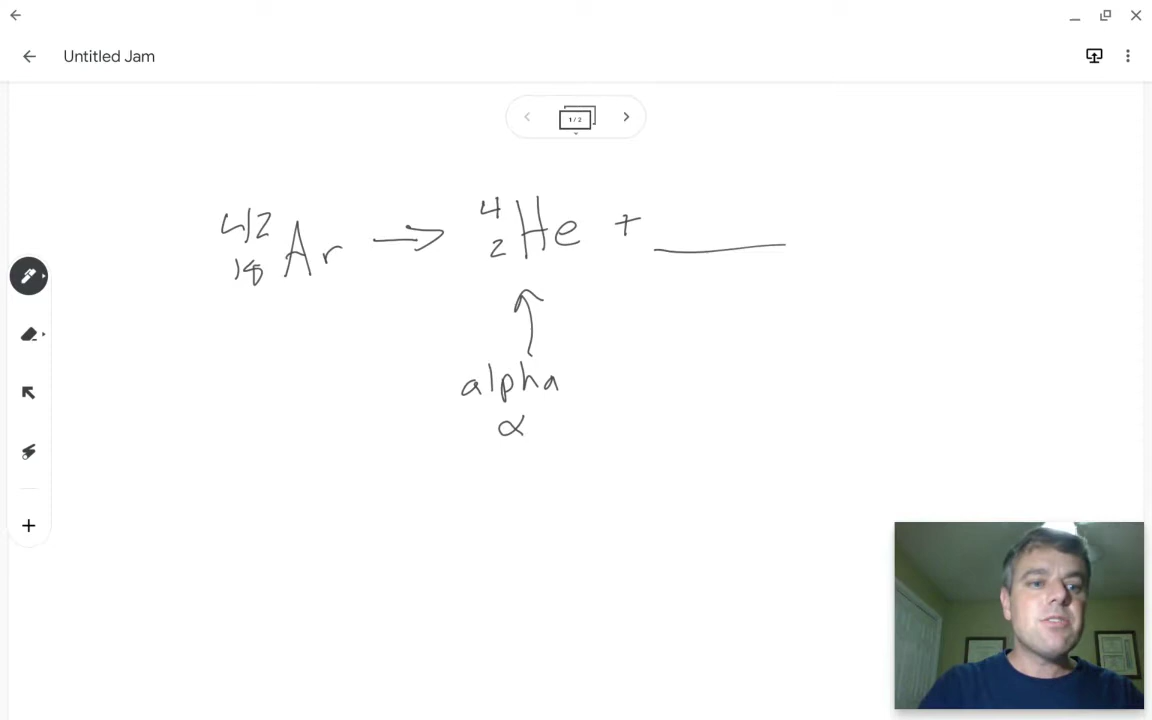 Untitled Jam
1 / 2
42 18 Ar → 4 2 He + ______
↑
alpha
α